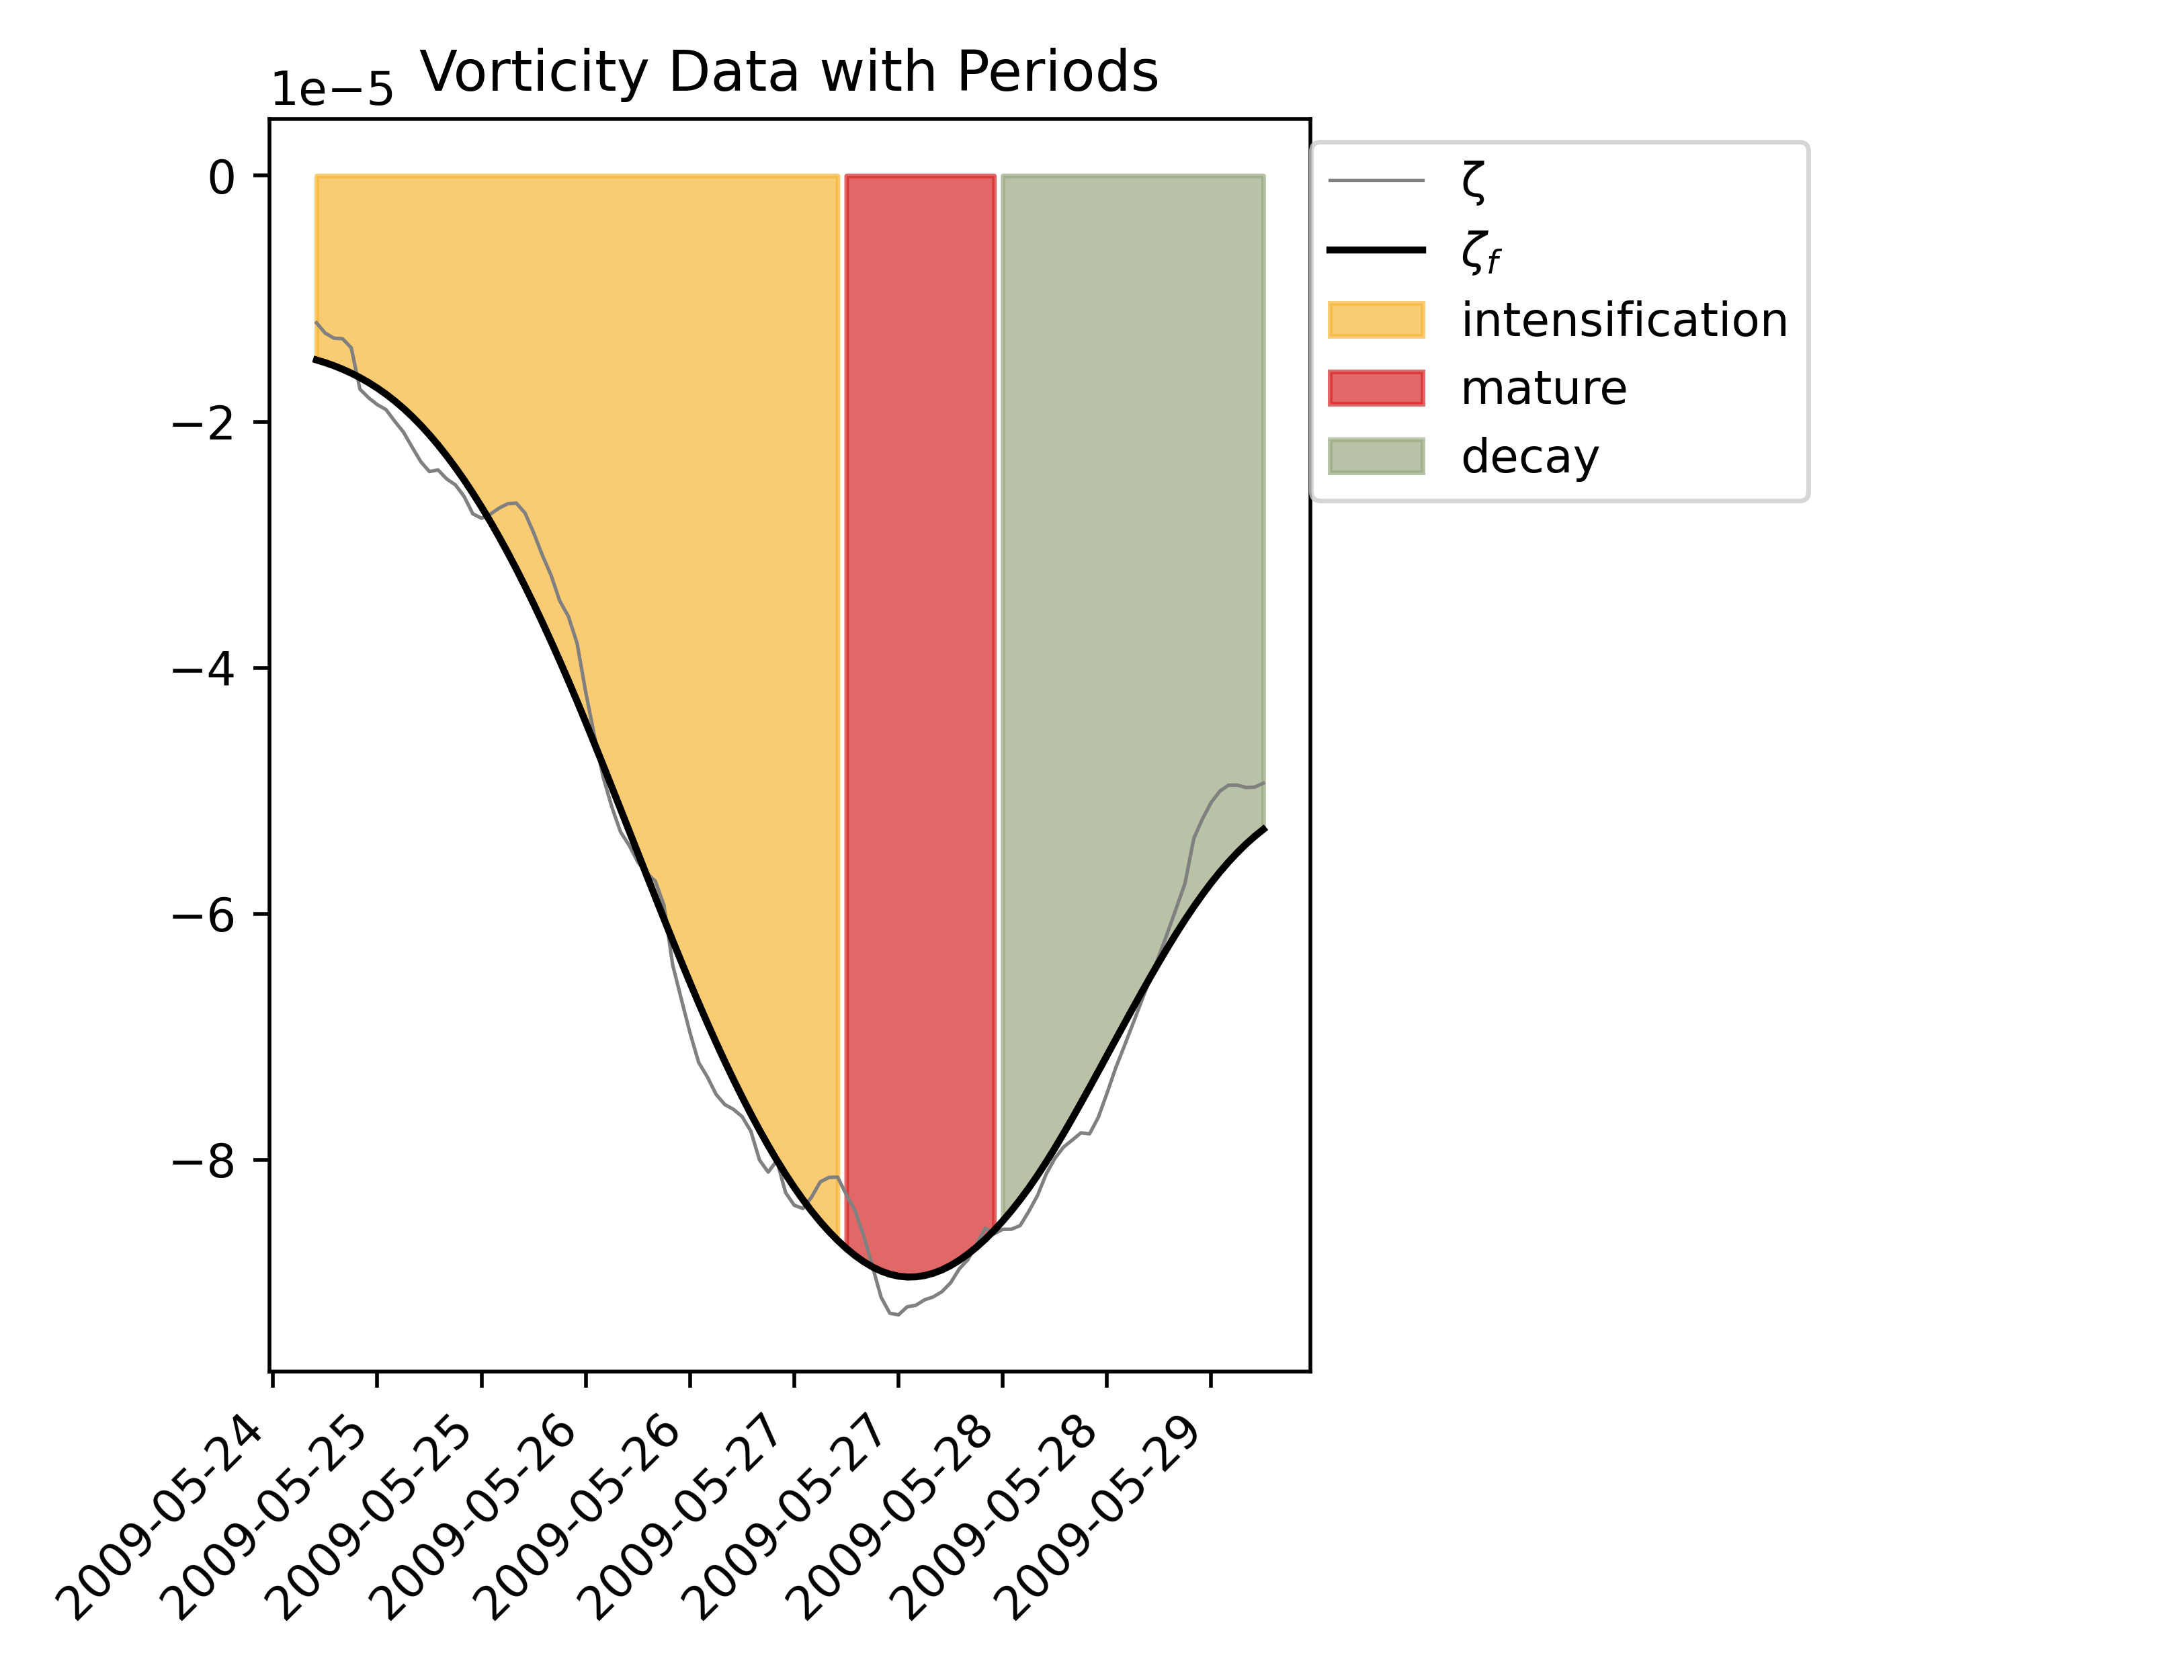 Vorticity Data with Periods
1e−5
0
−2
−4
−6
−8
ζ
ζf
intensification
mature
decay
2009-05-24
2009-05-25
2009-05-25
2009-05-26
2009-05-26
2009-05-27
2009-05-27
2009-05-28
2009-05-28
2009-05-29